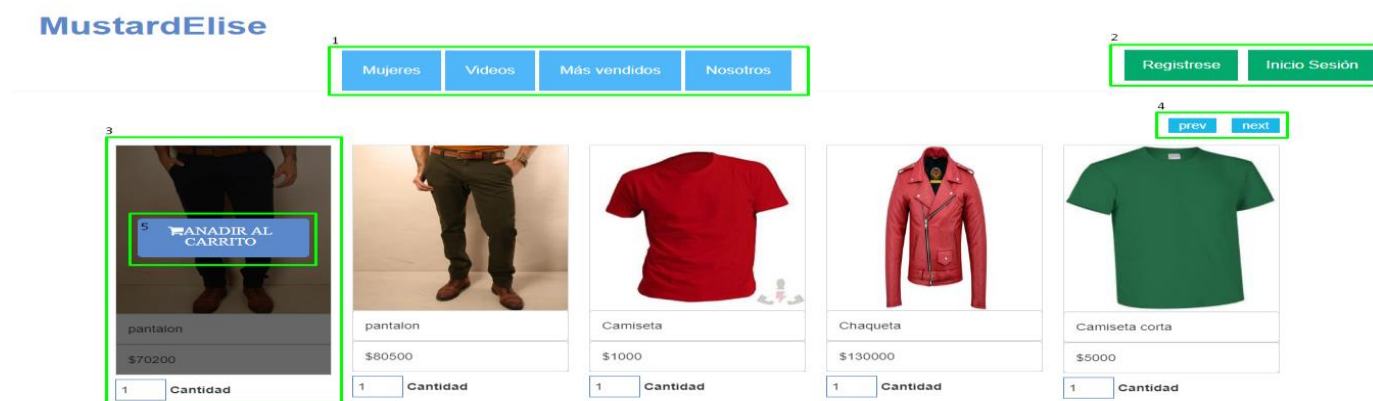 MustardElise
1
Mujeres Videos Más vendidos Nosotros
2
Registrese Inicio Sesión
4
prev next
3
5 ANADIR AL
CARRITO
pantalon
$70200
1 Cantidad
pantalon
$80500
1 Cantidad
Camiseta
$1000
1 Cantidad
Chaqueta
$130000
1 Cantidad
Camiseta corta
$5000
1 Cantidad